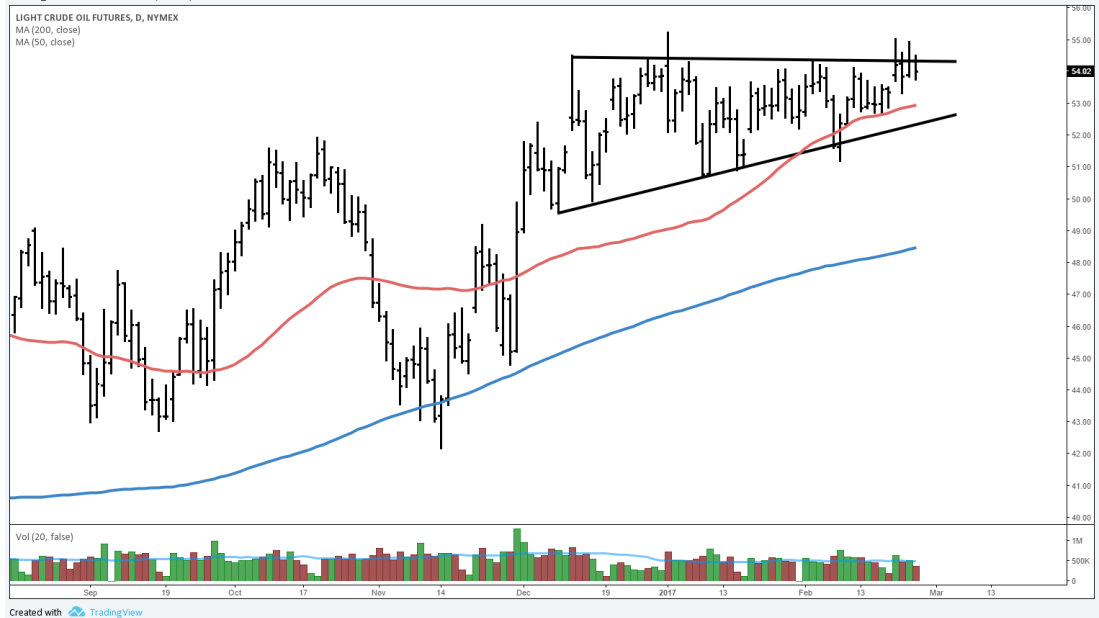 LIGHT CRUDE OIL FUTURES, D, NYMEX
MA (200, close)
MA (50, close)
56.00
55.00
54.02
53.00
52.00
51.00
50.00
49.00
48.00
47.00
46.00
45.00
44.00
43.00
42.00
41.00
40.00
Vol (20, false)
1M
500K
0
Sep 19 Oct 17 Nov 14 Dec 19 2017 13 Feb 13 Mar 13
Created with TradingView